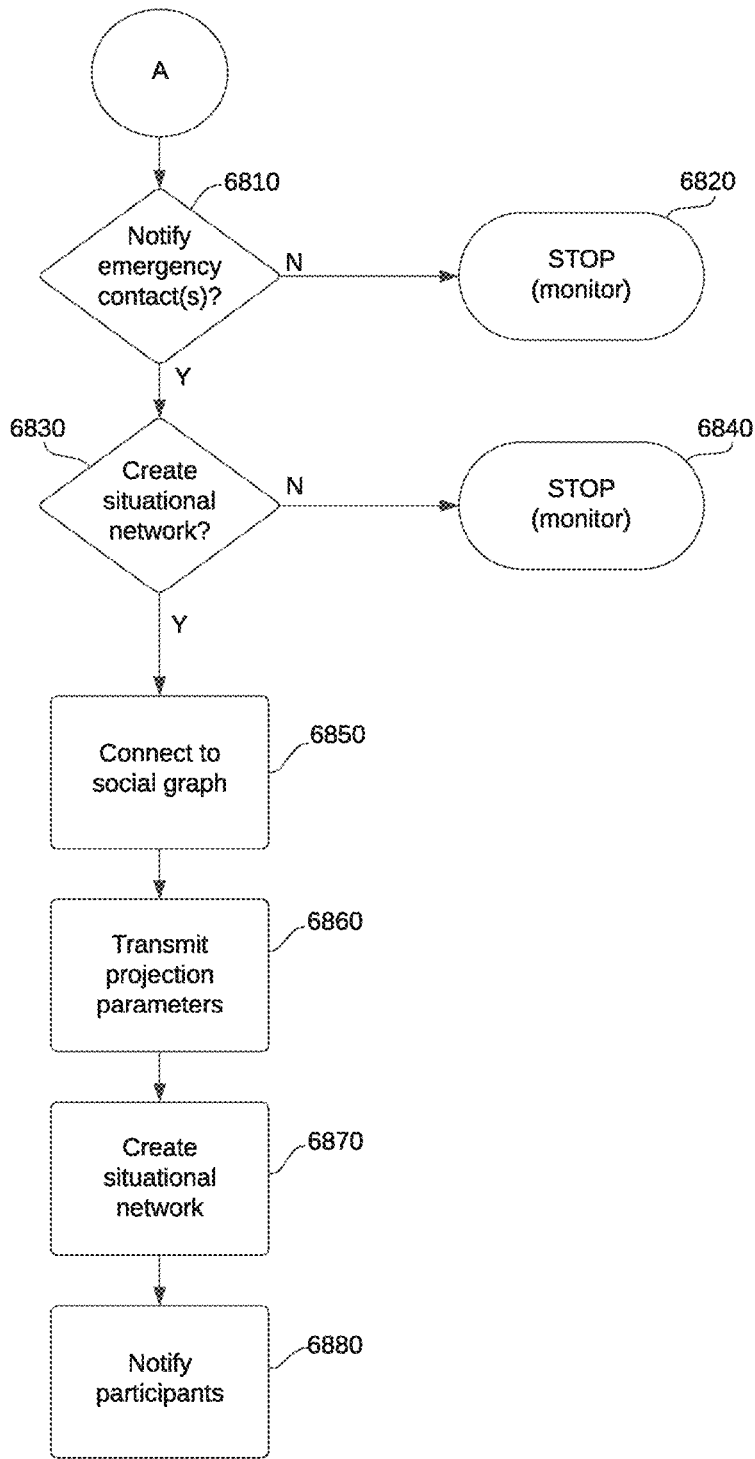 A
6810
Notify
emergency
contact(s)?
N
6820
STOP
(monitor)
Y
6830
Create
situational
network?
N
6840
STOP
(monitor)
Y
Connect to
social graph
6850
Transmit
projection
parameters
6860
Create
situational
network
6870
Notify
participants
6880